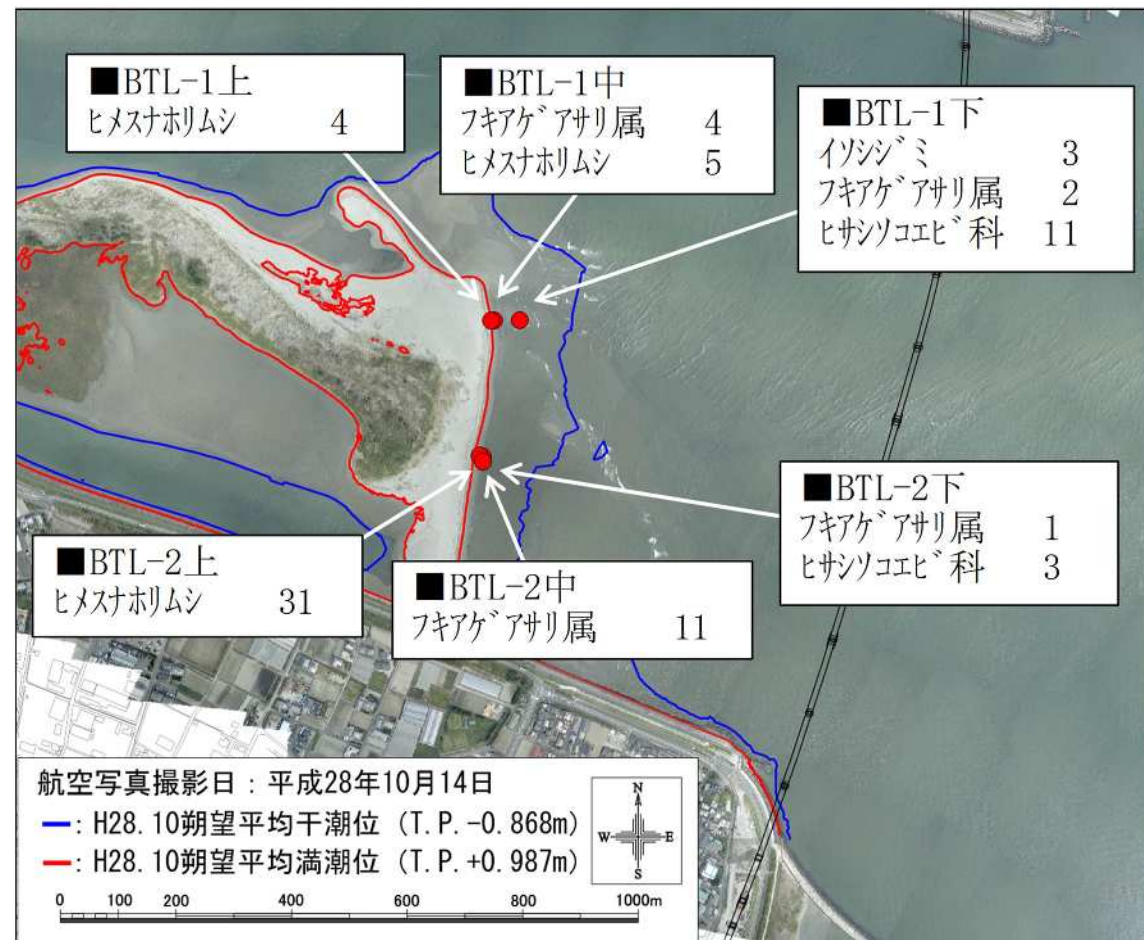 ■BTL-1上
ヒメスナホリムシ 4
■BTL-1中
フキアゲアサリ属 4
ヒメスナホリムシ 5
■BTL-1下
イソシジミ 3
フキアゲアサリ属 2
ヒサシソコエビ科 11
■BTL-2上
ヒメスナホリムシ 31
■BTL-2中
フキアゲアサリ属 11
■BTL-2下
フキアゲアサリ属 1
ヒサシソコエビ科 3
航空写真撮影日：平成28年10月14日
: H28.10朔望平均干潮位 (T.P.-0.868m)
: H28.10朔望平均満潮位 (T.P.+0.987m)
N
W E
S
0 200 400 600 800 1000m